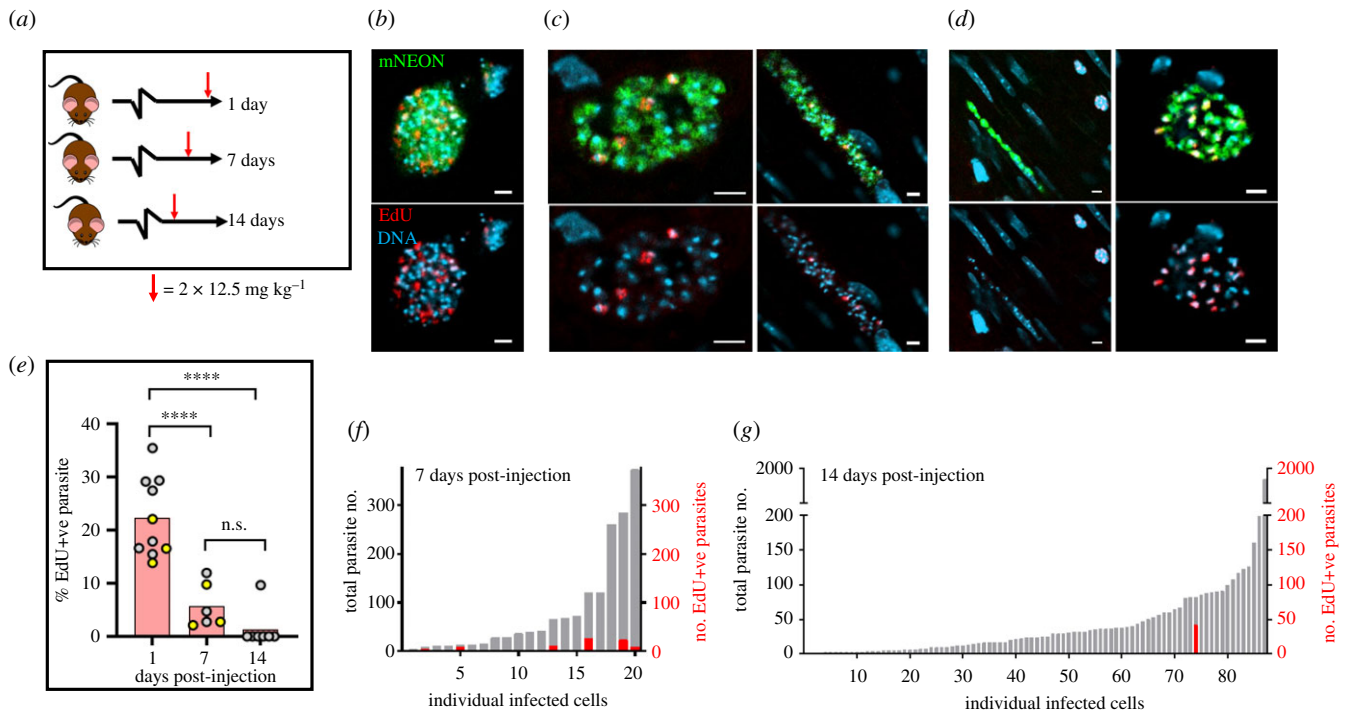 (a)
1 day
7 days
14 days
= 2 × 12.5 mg kg⁻¹
(b)
mNEON
EdU
DNA
(c)
(d)
(e)
****
****
n.s.
% EdU+ve parasite
40
30
20
10
0
1 7 14
days post-injection
(f)
7 days post-injection
total parasite no.
300
200
100
0
no. EdU+ve parasites
300
200
100
0
5 10 15 20
individual infected cells
(g)
14 days post-injection
total parasite no.
2000
200
150
100
50
0
no. EdU+ve parasites
2000
200
150
100
50
0
10 20 30 40 50 60 70 80
individual infected cells